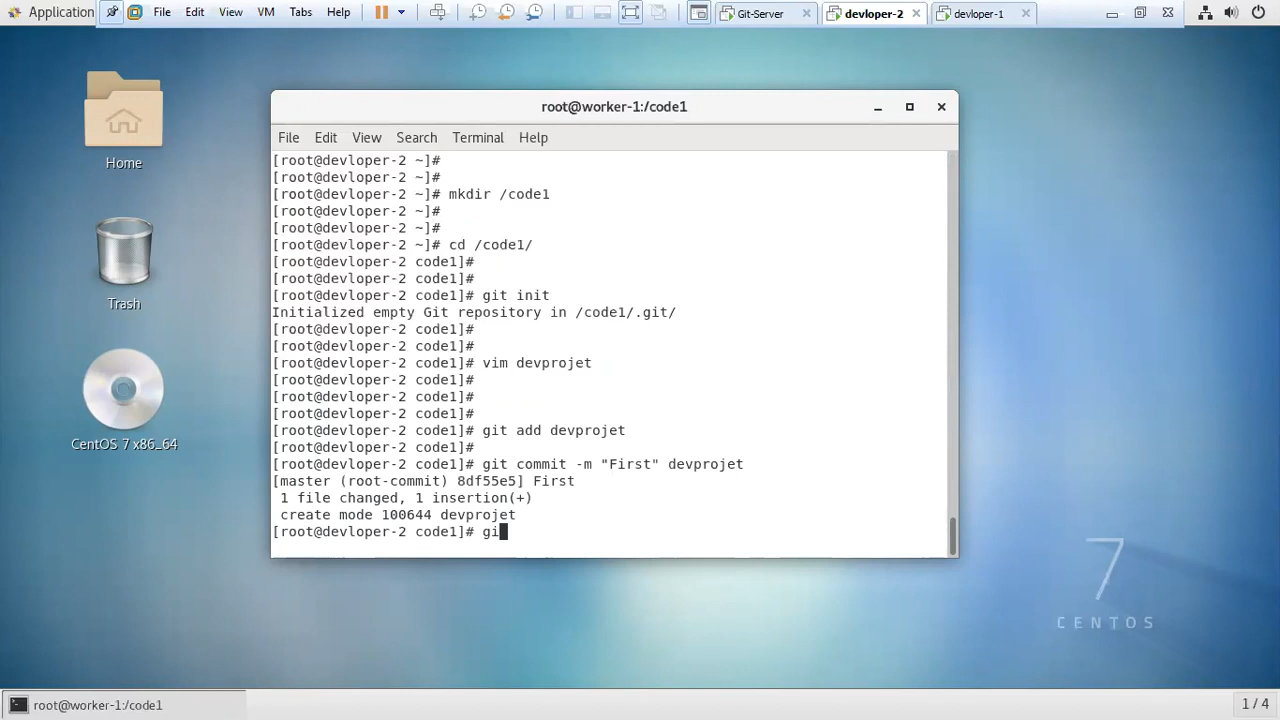 Application File Edit View VM Tabs Help Git-Server devloper-2 devloper-1
Home
Trash
CentOS 7 x86_64
root@worker-1:/code1
File Edit View Search Terminal Help
[root@devloper-2 ~]#
[root@devloper-2 ~]#
[root@devloper-2 ~]# mkdir /code1
[root@devloper-2 ~]#
[root@devloper-2 ~]#
[root@devloper-2 ~]# cd /code1/
[root@devloper-2 code1]#
[root@devloper-2 code1]#
[root@devloper-2 code1]# git init
Initialized empty Git repository in /code1/.git/
[root@devloper-2 code1]#
[root@devloper-2 code1]#
[root@devloper-2 code1]# vim devprojet
[root@devloper-2 code1]#
[root@devloper-2 code1]#
[root@devloper-2 code1]#
[root@devloper-2 code1]# git add devprojet
[root@devloper-2 code1]#
[root@devloper-2 code1]# git commit -m "First" devprojet
[master (root-commit) 8df55e5] First
 1 file changed, 1 insertion(+)
 create mode 100644 devprojet
[root@devloper-2 code1]# gi
7
CENTOS
root@worker-1:/code1
1 / 4